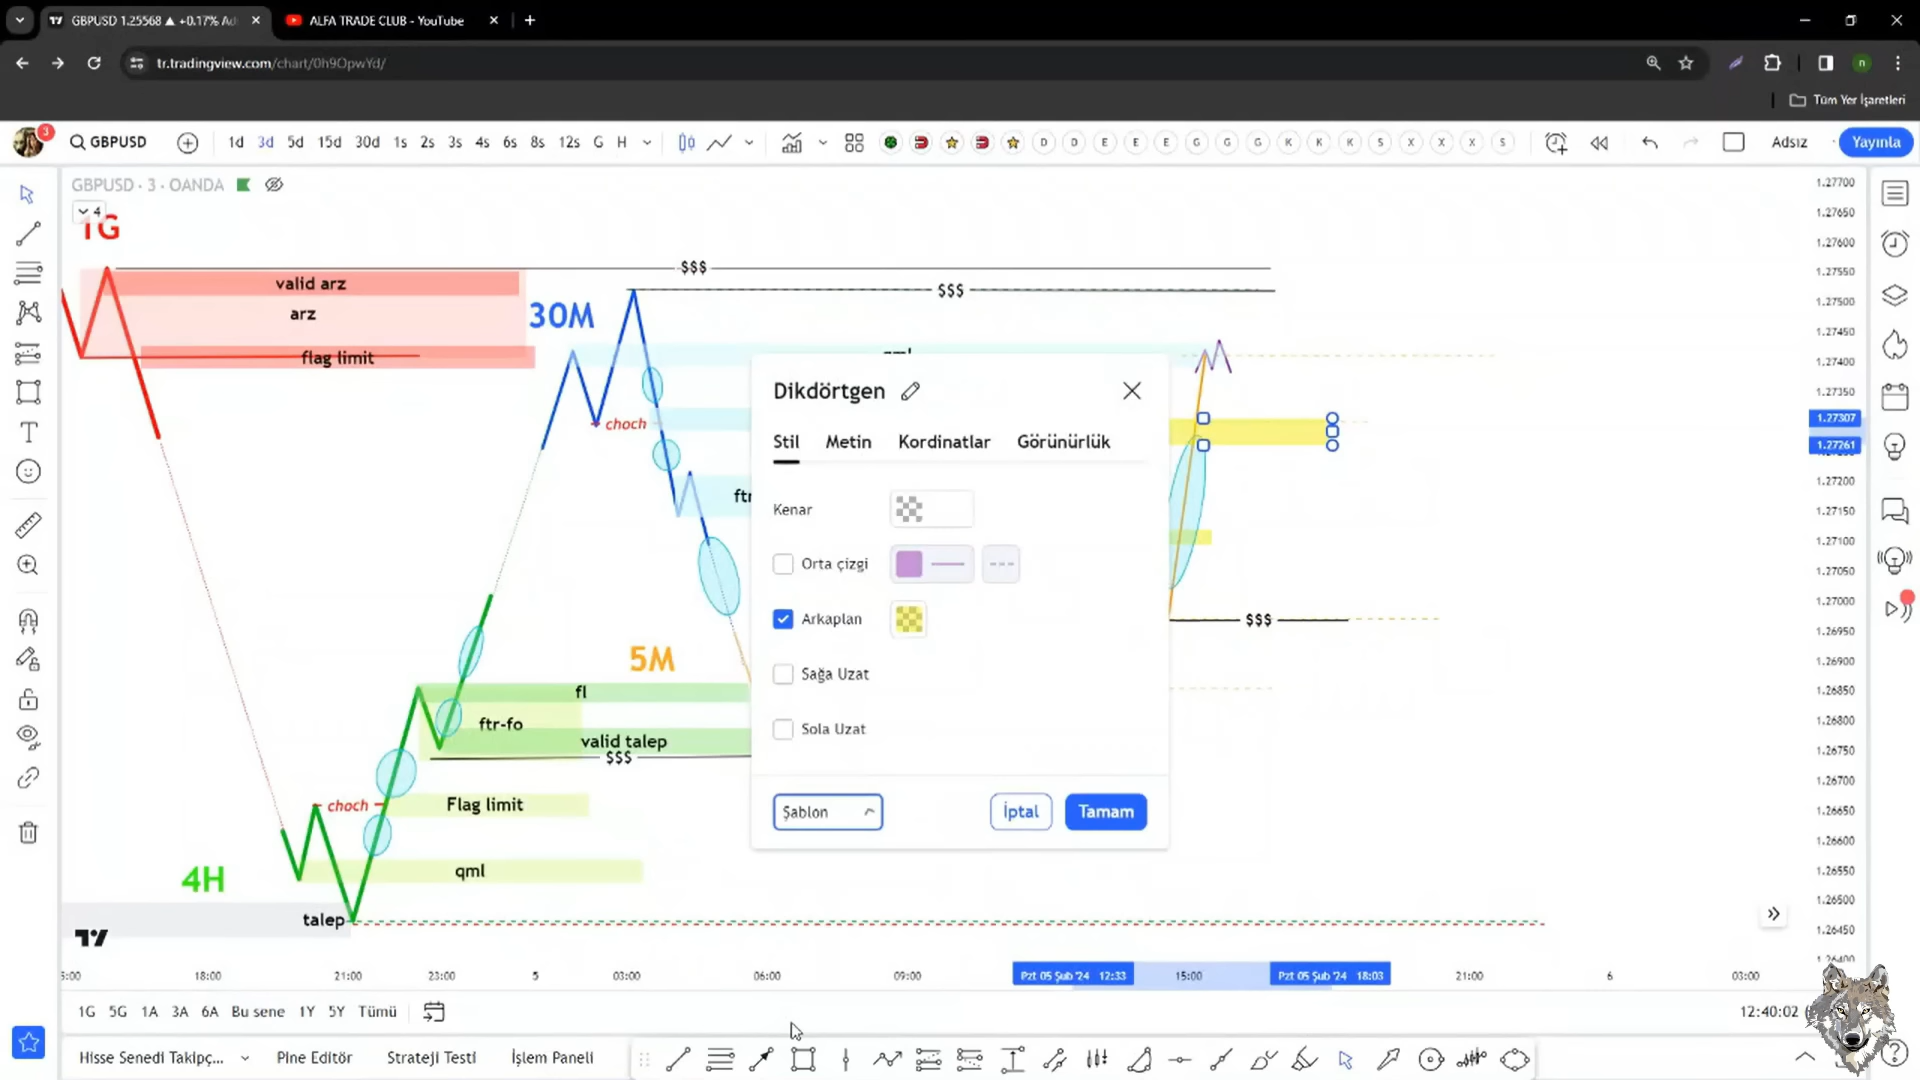 GBPUSD 1.25568 ▲ +0.17% Ad
ALFA TRADE CLUB - YouTube
tr.tradingview.com/chart/0h9OpwYd/
Tüm Yer İşaretleri
3
GBPUSD
1d 3d 5d 15d 30d 1s 2s 3s 4s 6s 8s 12s G H
D D E E E G G G K K K S X X X S
Adsız
Yayınla
GBPUSD · 3 · OANDA
4
1G
valid arz
arz
flag limit
30M
$$$
$$$
choch
ftr
5M
fl
ftr-fo
valid talep
$$$
choch
Flag limit
qml
4H
talep
$$$
Dikdörtgen
Stil Metin Kordinatlar Görünürlük
Kenar
Orta çizgi
Arkaplan
Sağa Uzat
Sola Uzat
Şablon
İptal
Tamam
1.27700
1.27650
1.27600
1.27550
1.27500
1.27450
1.27400
1.27350
1.27307
1.27261
1.27200
1.27150
1.27100
1.27050
1.27000
1.26950
1.26900
1.26850
1.26800
1.26750
1.26700
1.26650
1.26600
1.26550
1.26500
1.26450
18:00 21:00 23:00 5 03:00 06:00 09:00 Pzt 05 Şub '24 12:33 15:00 Pzt 05 Şub '24 18:03 21:00 6 03:00
1G 5G 1A 3A 6A Bu sene 1Y 5Y Tümü
12:40:02
Hisse Senedi Takipç... Pine Editör Strateji Testi İşlem Paneli